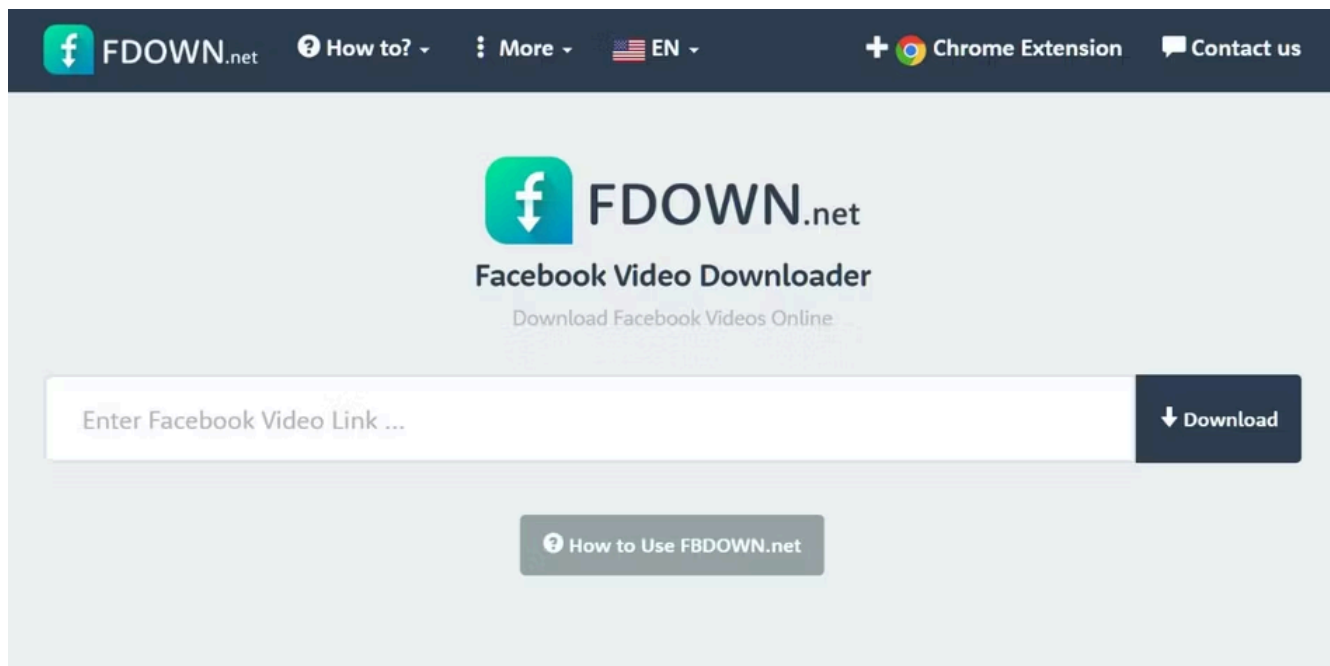 FDOWN.net How to? More EN Chrome Extension Contact us
FDOWN.net
Facebook Video Downloader
Download Facebook Videos Online
Enter Facebook Video Link ...
Download
How to Use FBDOWN.net